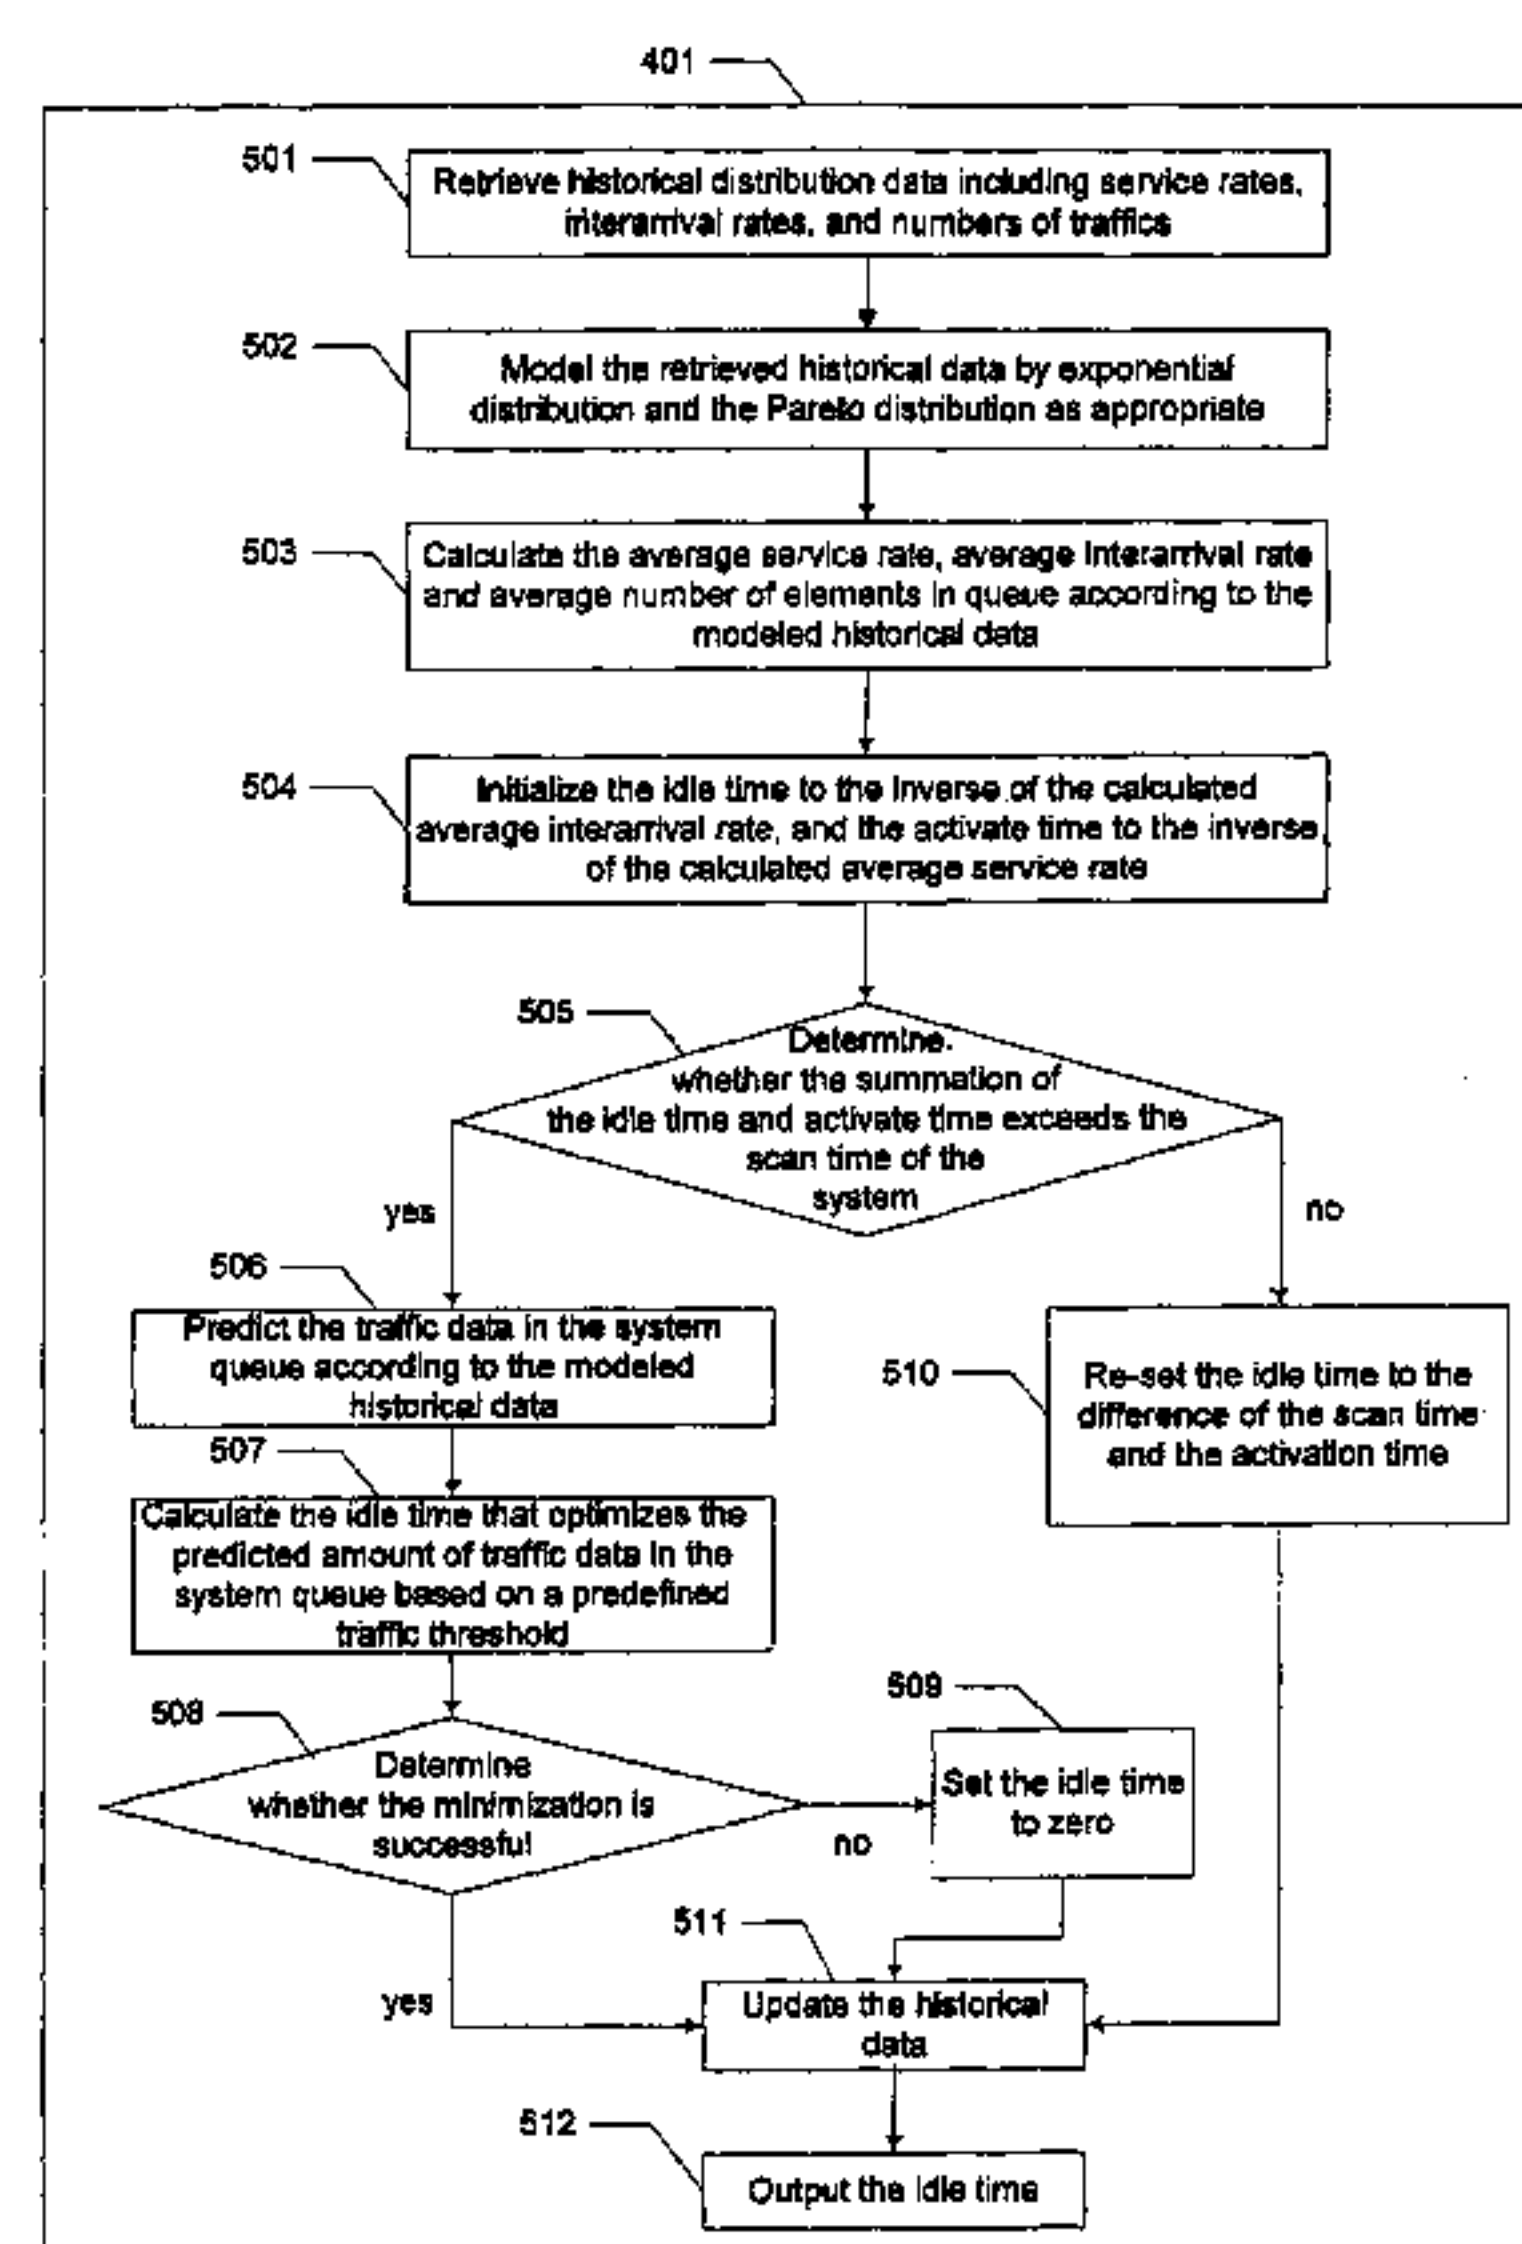 401
501
Retrieve historical distribution data including service rates,
interarrival rates, and numbers of traffics
502
Model the retrieved historical data by exponential
distribution and the Pareto distribution as appropriate
503
Calculate the average service rate, average interarrival rate
and average number of elements in queue according to the
modeled historical data
504
Initialize the idle time to the inverse of the calculated
average interarrival rate, and the activate time to the inverse
of the calculated average service rate
505
Determine
whether the summation of
the idle time and activate time exceeds the
scan time of the
system
yes
no
506
Predict the traffic data in the system
queue according to the modeled
historical data
510
Re-set the idle time to the
difference of the scan time
and the activation time
507
Calculate the idle time that optimizes the
predicted amount of traffic data in the
system queue based on a predefined
traffic threshold
508
Determine
whether the minimization is
successful
no
509
Set the idle time
to zero
yes
511
Update the historical
data
512
Output the idle time